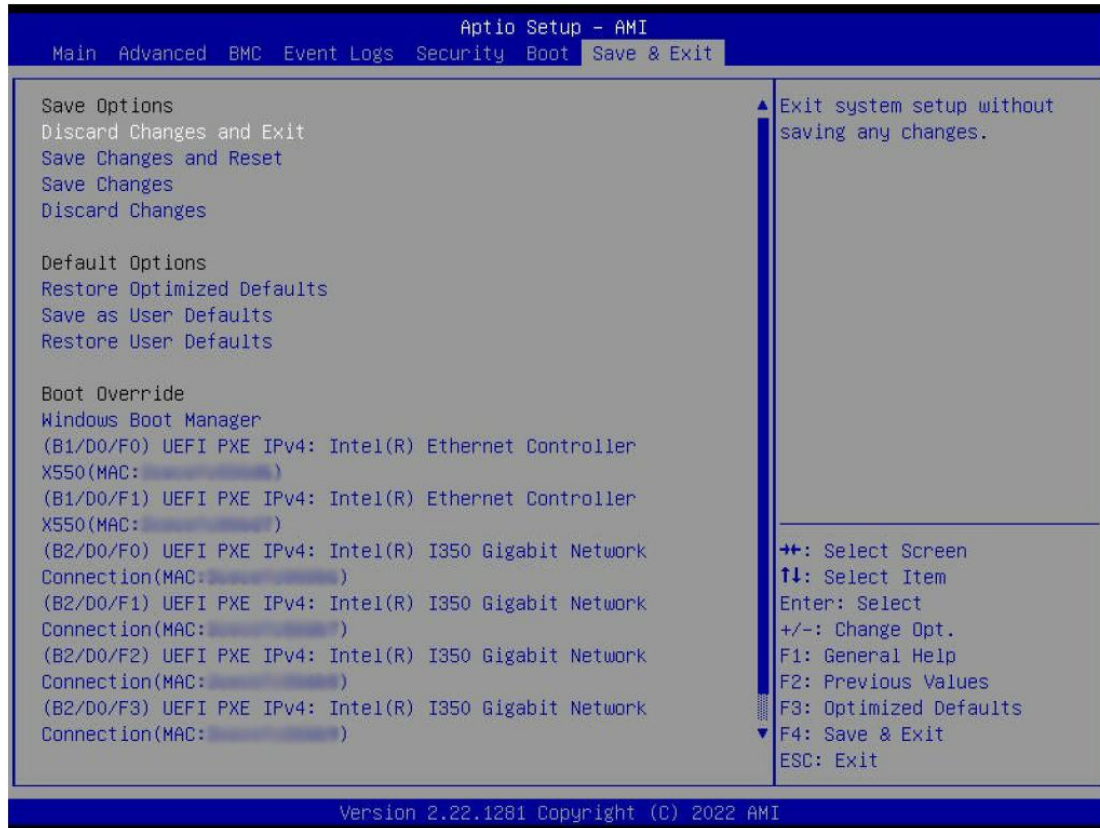 Aptio Setup – AMI
Main Advanced BMC Event Logs Security Boot Save & Exit
Save Options
Discard Changes and Exit
Save Changes and Reset
Save Changes
Discard Changes
Default Options
Restore Optimized Defaults
Save as User Defaults
Restore User Defaults
Boot Override
Windows Boot Manager
(B1/D0/F0) UEFI PXE IPv4: Intel(R) Ethernet Controller
X550(MAC: )
(B1/D0/F1) UEFI PXE IPv4: Intel(R) Ethernet Controller
X550(MAC: )
(B2/D0/F0) UEFI PXE IPv4: Intel(R) I350 Gigabit Network
Connection(MAC: )
(B2/D0/F1) UEFI PXE IPv4: Intel(R) I350 Gigabit Network
Connection(MAC: )
(B2/D0/F2) UEFI PXE IPv4: Intel(R) I350 Gigabit Network
Connection(MAC: )
(B2/D0/F3) UEFI PXE IPv4: Intel(R) I350 Gigabit Network
Connection(MAC: )
Exit system setup without
saving any changes.
→←: Select Screen
↑↓: Select Item
Enter: Select
+/-: Change Opt.
F1: General Help
F2: Previous Values
F3: Optimized Defaults
F4: Save & Exit
ESC: Exit
Version 2.22.1281 Copyright (C) 2022 AMI